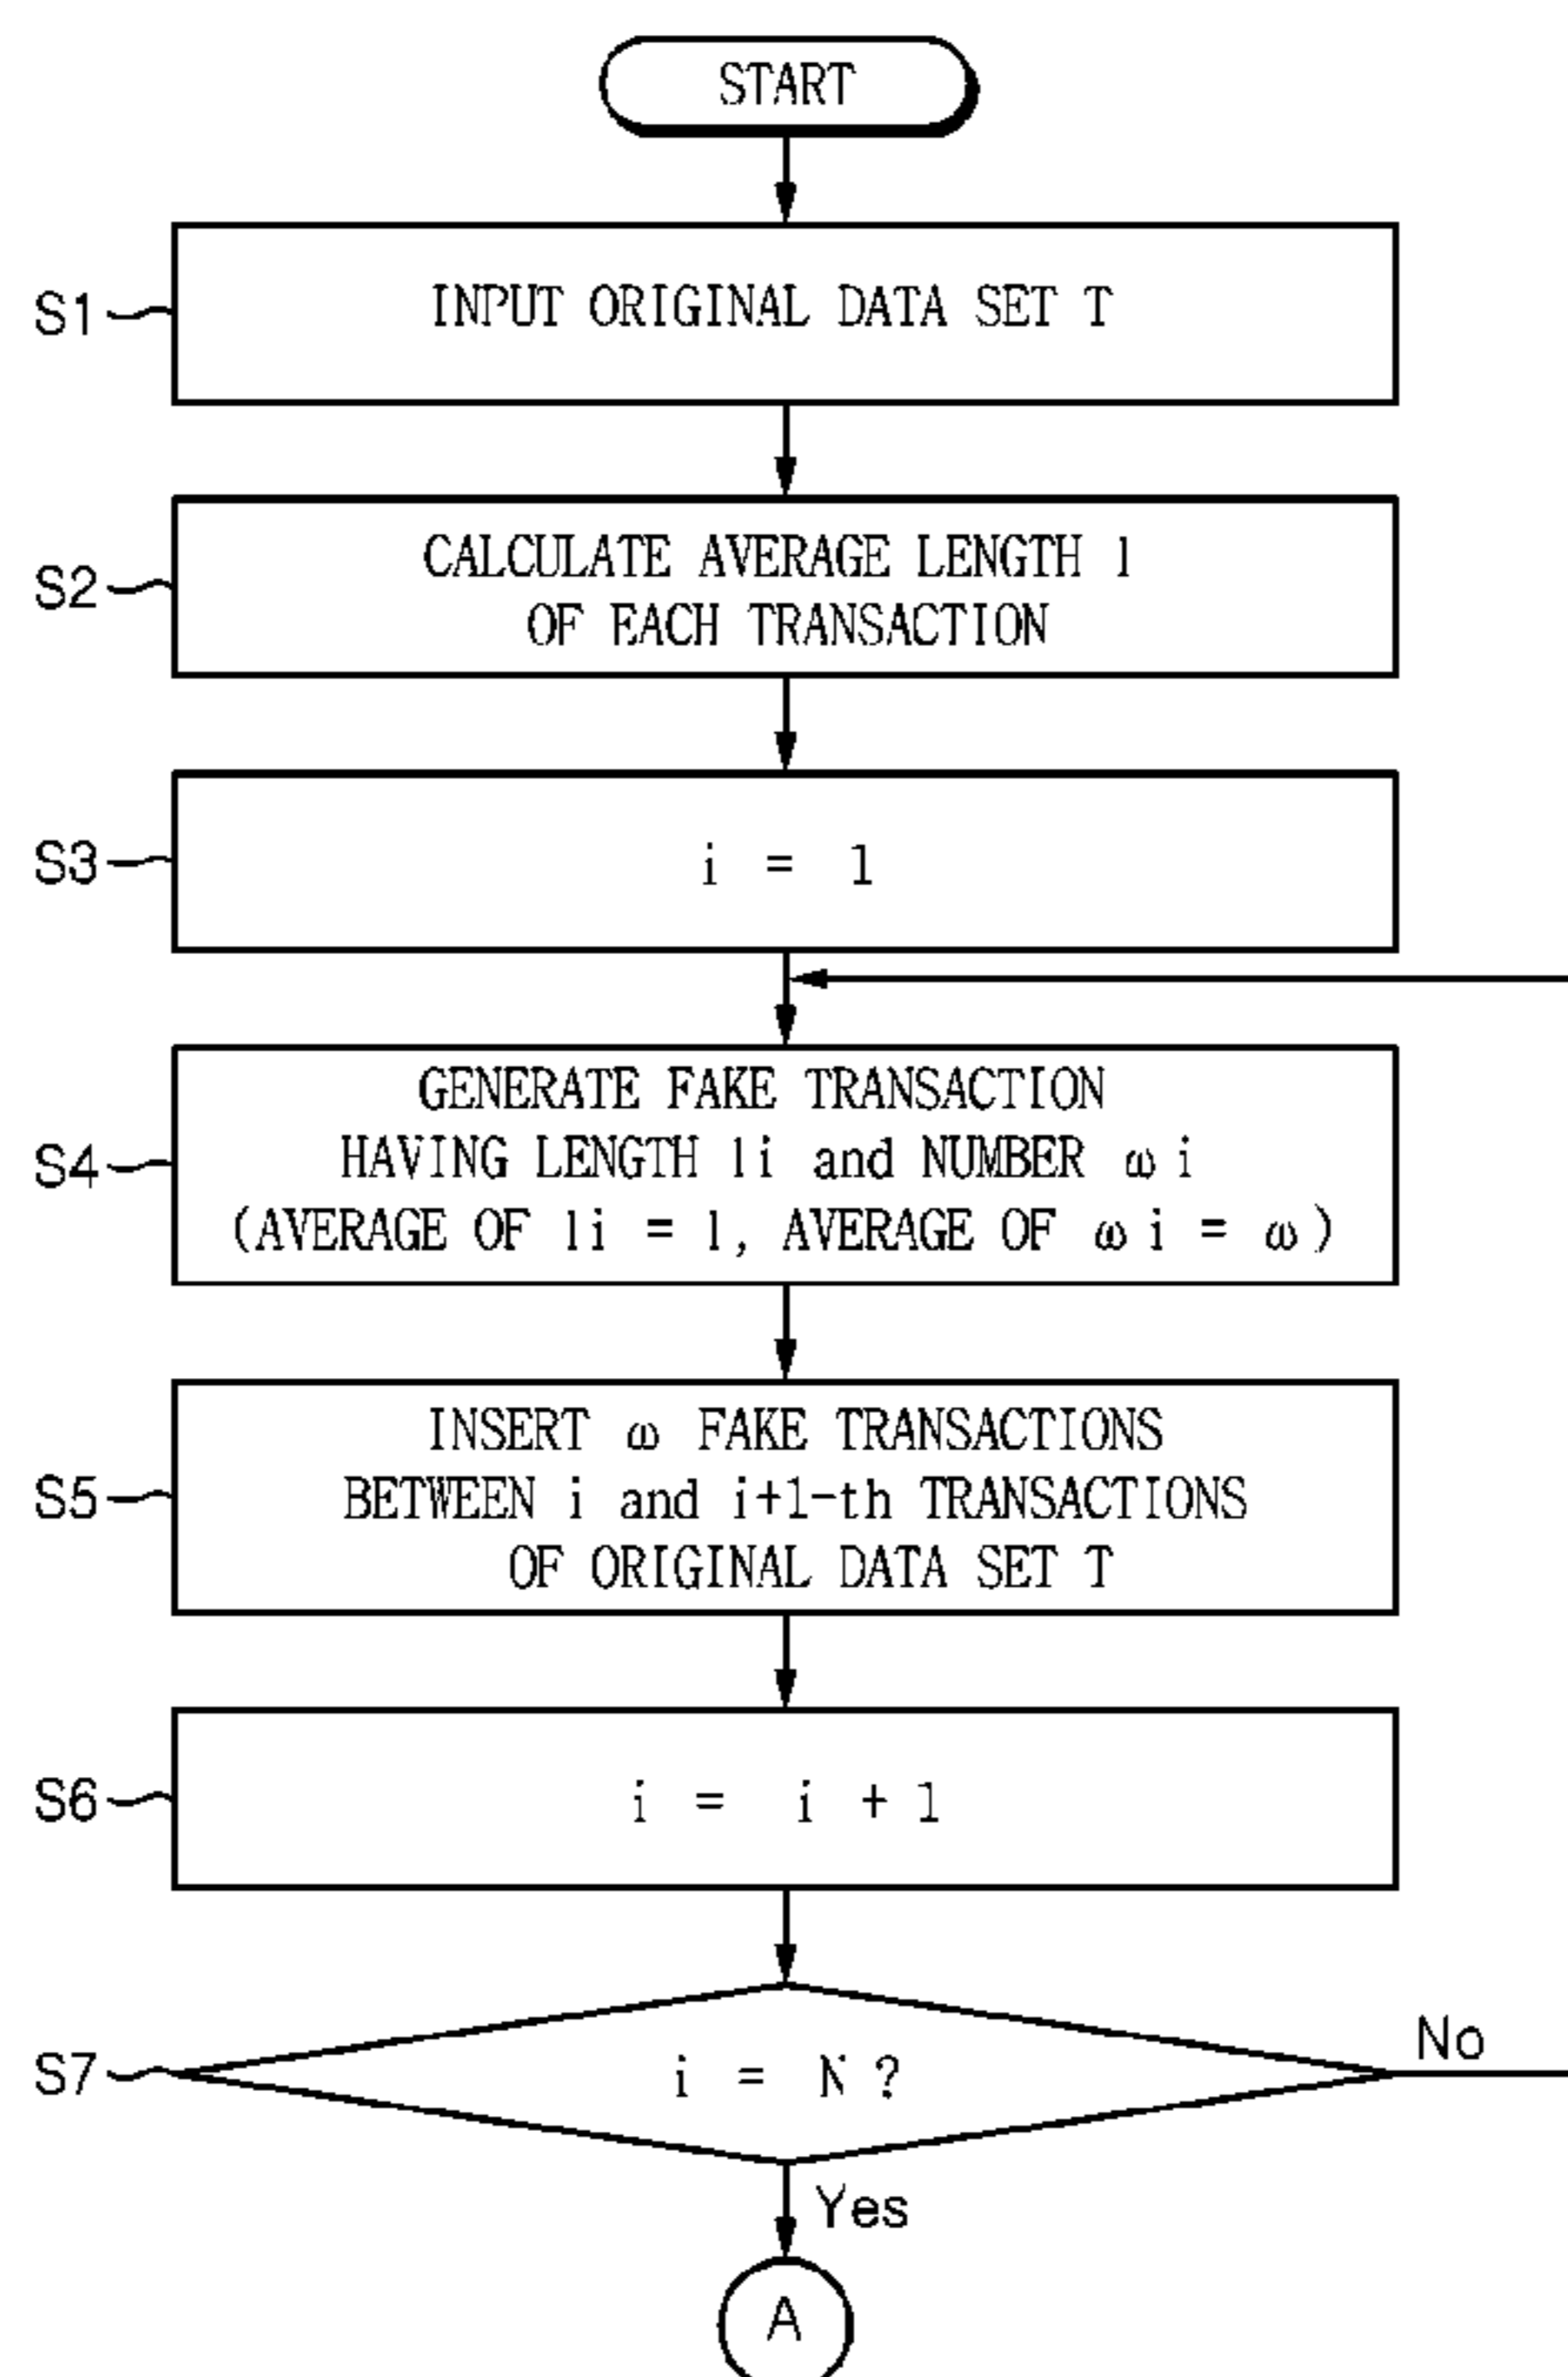 START
S1
INPUT ORIGINAL DATA SET T
S2
CALCULATE AVERAGE LENGTH l
OF EACH TRANSACTION
S3
i = 1
S4
GENERATE FAKE TRANSACTION
HAVING LENGTH li and NUMBER ω i
(AVERAGE OF li = l, AVERAGE OF ω i = ω )
S5
INSERT ω FAKE TRANSACTIONS
BETWEEN i and i+1-th TRANSACTIONS
OF ORIGINAL DATA SET T
S6
i = i + 1
S7
i = N ?
No
Yes
A